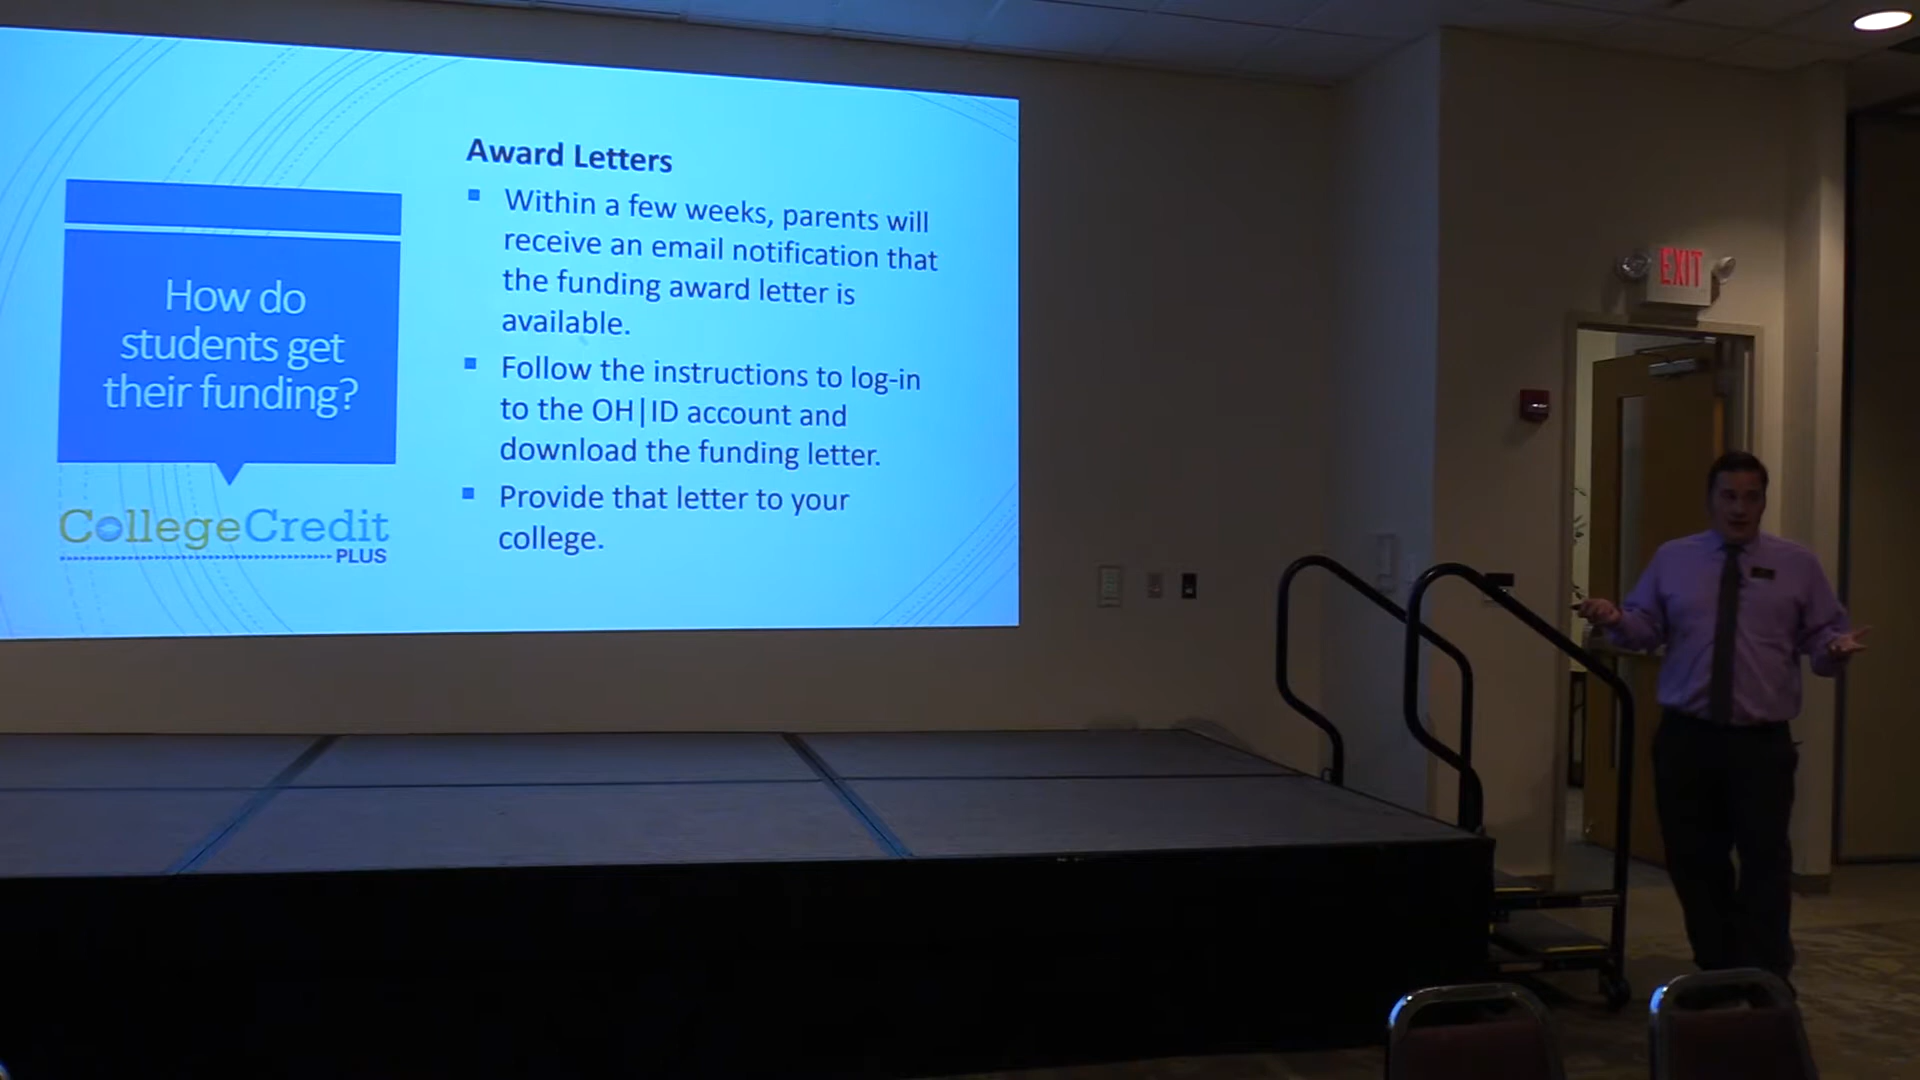 How do
students get
their funding?
CollegeCredit
PLUS
Award Letters
▪ Within a few weeks, parents will
receive an email notification that
the funding award letter is
available.
▪ Follow the instructions to log-in
to the OH|ID account and
download the funding letter.
▪ Provide that letter to your
college.
EXIT